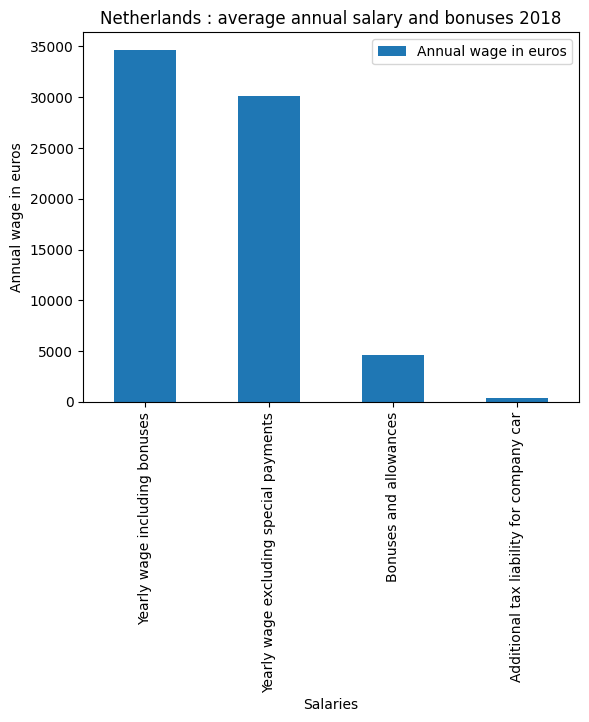 Netherlands : average annual salary and bonuses 2018
Annual wage in euros
Annual wage in euros
35000
30000
25000
20000
15000
10000
5000
0
Yearly wage including bonuses
Yearly wage excluding special payments
Bonuses and allowances
Additional tax liability for company car
Salaries